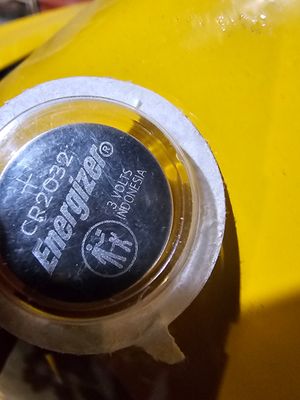 +
CR2032
Energizer®
3 VOLTS
INDONESIA